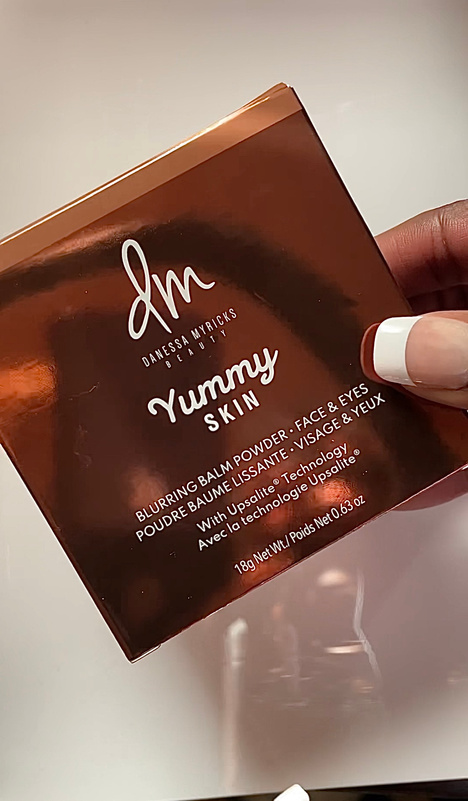 dm
DANESSA MYRICKS
BEAUTY
Yummy
SKIN
BLURRING BALM POWDER • FACE & EYES
POUDRE BAUME LISSANTE • VISAGE & YEUX
With Upsalite® Technology
Avec la technologie Upsalite®
18g Net Wt./ Poids Net 0.63 oz